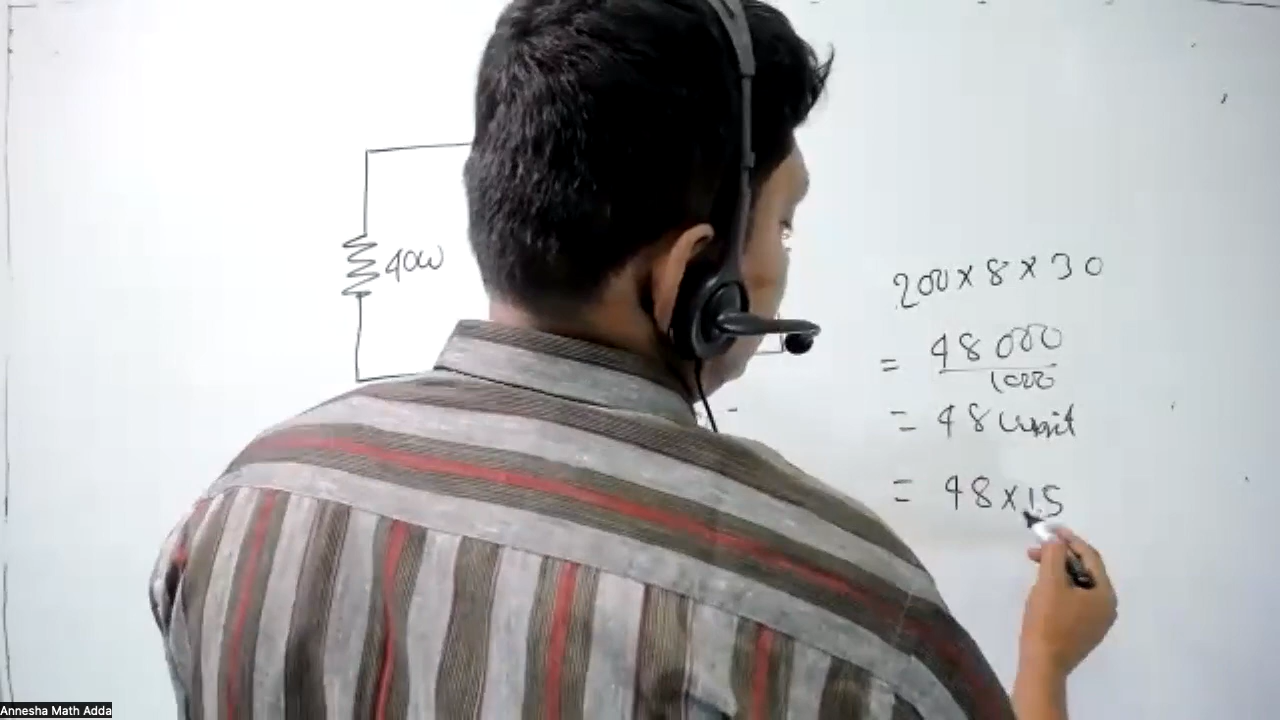 40W
200 × 8 × 30
= 48000
1000
= 48 unit
= 48 × 1.5
Annesha Math Adda